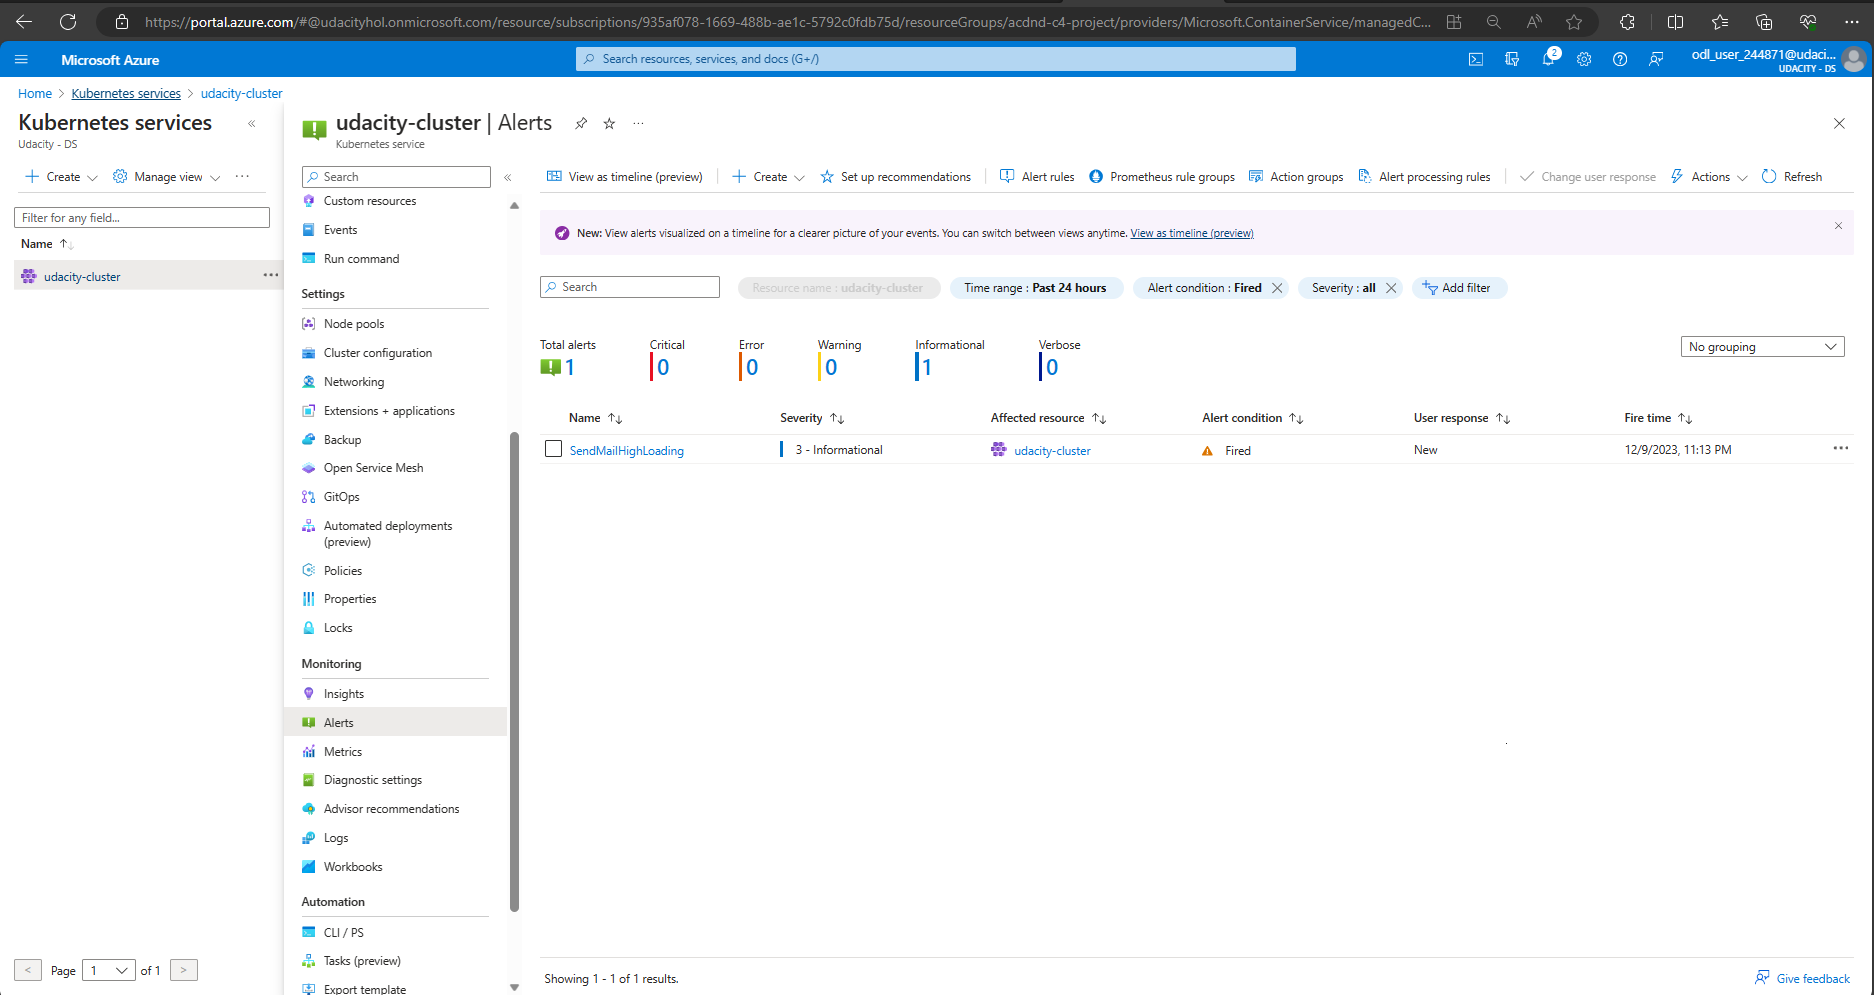 https://portal.azure.com/#@udacityhol.onmicrosoft.com/resource/subscriptions/935af078-1669-488b-ae1c-5792c0fdb75d/resourceGroups/acdnd-c4-project/providers/Microsoft.ContainerService/managedC...
Microsoft Azure
Search resources, services, and docs (G+/)
2
odl_user_244871@udaci...
UDACITY - DS
Home > Kubernetes services > udacity-cluster
Kubernetes services
Udacity - DS
Create
Manage view
Filter for any field...
Name
udacity-cluster
Page 1 of 1
udacity-cluster | Alerts
Kubernetes service
Search
Custom resources
Events
Run command
Settings
Node pools
Cluster configuration
Networking
Extensions + applications
Backup
Open Service Mesh
GitOps
Automated deployments
(preview)
Policies
Properties
Locks
Monitoring
Insights
Alerts
Metrics
Diagnostic settings
Advisor recommendations
Logs
Workbooks
Automation
CLI / PS
Tasks (preview)
Export template
View as timeline (preview) Create Set up recommendations Alert rules Prometheus rule groups Action groups Alert processing rules Change user response Actions Refresh
New: View alerts visualized on a timeline for a clearer picture of your events. You can switch between views anytime. View as timeline (preview)
Search
Resource name : udacity-cluster
Time range : Past 24 hours
Alert condition : Fired
Severity : all
Add filter
Total alerts Critical Error Warning Informational Verbose
1 0 0 0 1 0
No grouping
Name Severity Affected resource Alert condition User response Fire time
SendMailHighLoading 3 - Informational udacity-cluster Fired New 12/9/2023, 11:13 PM
Showing 1 - 1 of 1 results.
Give feedback